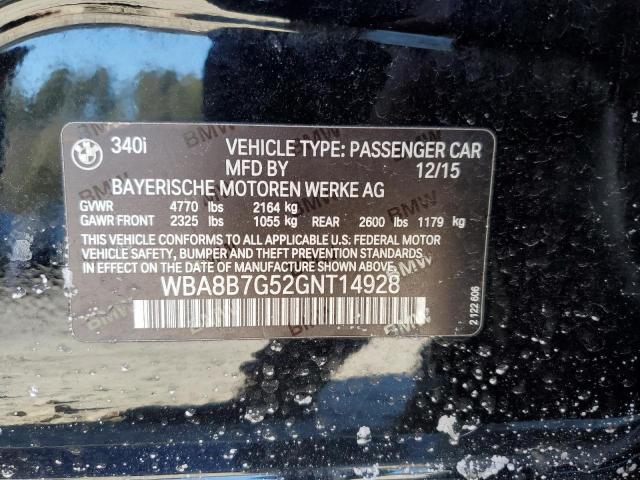 BMW 340i VEHICLE TYPE: PASSENGER CAR
MFD BY 12/15
BAYERISCHE MOTOREN WERKE AG
GVWR 4770 lbs 2164 kg
GAWR FRONT 2325 lbs 1055 kg REAR 2600 lbs 1179 kg
THIS VEHICLE CONFORMS TO ALL APPLICABLE U.S. FEDERAL MOTOR
VEHICLE SAFETY, BUMPER AND THEFT PREVENTION STANDARDS
IN EFFECT ON THE DATE OF MANUFACTURE SHOWN ABOVE.
WBA8B7G52GNT14928
2 122 606